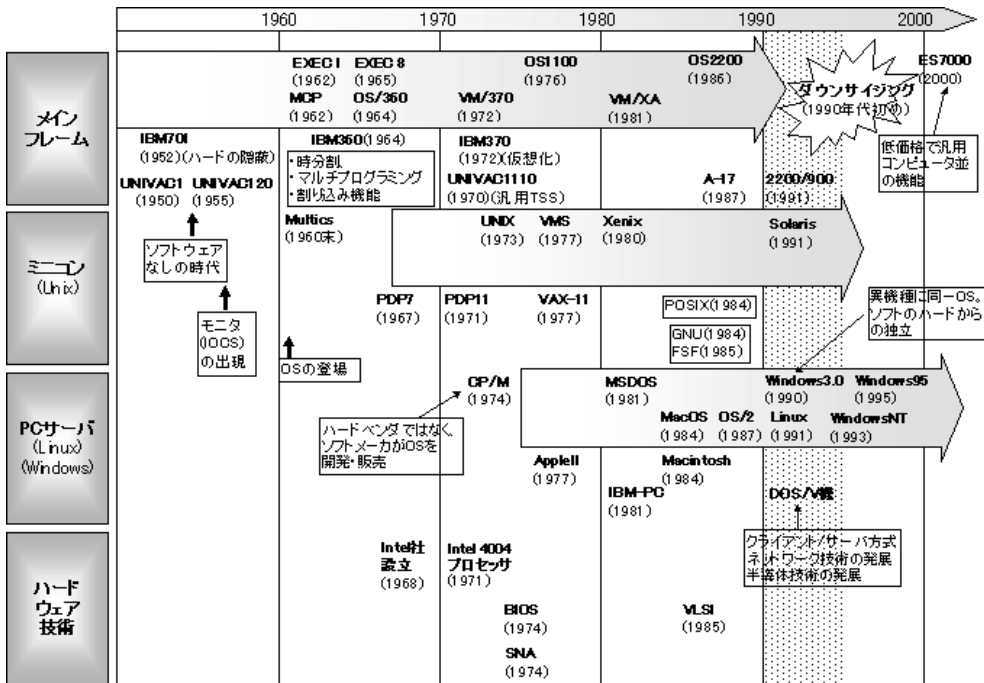 1960
1970
1980
1990
2000
メイン
フレーム
EXEC I
(1962)
EXEC 8
(1965)
OS1100
(1976)
OS2200
(1986)
ES7000
(2000)
MCP
(1962)
OS/360
(1964)
VM/370
(1972)
VM/XA
(1981)
ダウンサイジング
(1990年代初め)
IBM701
(1952)(ハードの隠蔽)
IBM360(1964)
・時分割、
・マルチプログラミング
・割り込み機能
IBM370
(1972)(仮想化)
低価格で汎用
コンピュータ並
の機能
UNIVAC1
(1950)
UNIVAC120
(1955)
UNIVAC1110
(1970)(汎用TSS)
A-17
(1987)
2200/900
(1991)
ミニコン
(Unix)
Multics
(1960末)
UNIX
(1973)
VMS
(1977)
Xenix
(1980)
Solaris
(1991)
ソフトウェア
なしの時代
モニタ
(IOCS)
の出現
OSの登場
PDP7
(1967)
PDP11
(1971)
VAX-11
(1977)
POSIX(1984)
GNU(1984)
FSF(1985)
異機種に同一OS。
ソフトのハードから
の独立
PCサーバ
(Linux)
(Windows)
CP/M
(1974)
MSDOS
(1981)
Windows3.0
(1990)
Windows95
(1995)
MacOS
(1984)
OS/2
(1987)
Linux
(1991)
WindowsNT
(1993)
ハードベンダではなく、
ソフトメーカがOSを
開発・販売
AppleII
(1977)
Macintosh
(1984)
IBM-PC
(1981)
DOS/V機
クライアント/サーバ方式
ネットワーク技術の発展
半導体技術の発展
ハード
ウェア
技術
Intel社
設立
(1968)
Intel 4004
プロセッサ
(1971)
BIOS
(1974)
VLSI
(1985)
SNA
(1974)